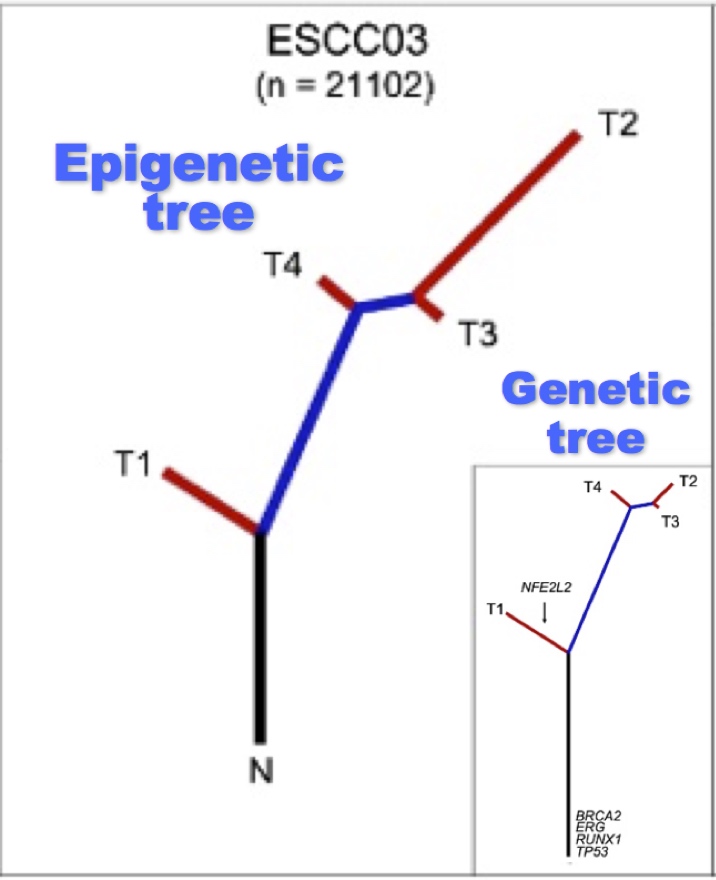 ESCC03
(n = 21102)
T2
Epigenetic
tree
T4
T3
T1
N
Genetic
tree
T4
T2
T3
NFE2L2
T1
BRCA2
ERG
RUNX1
TP53